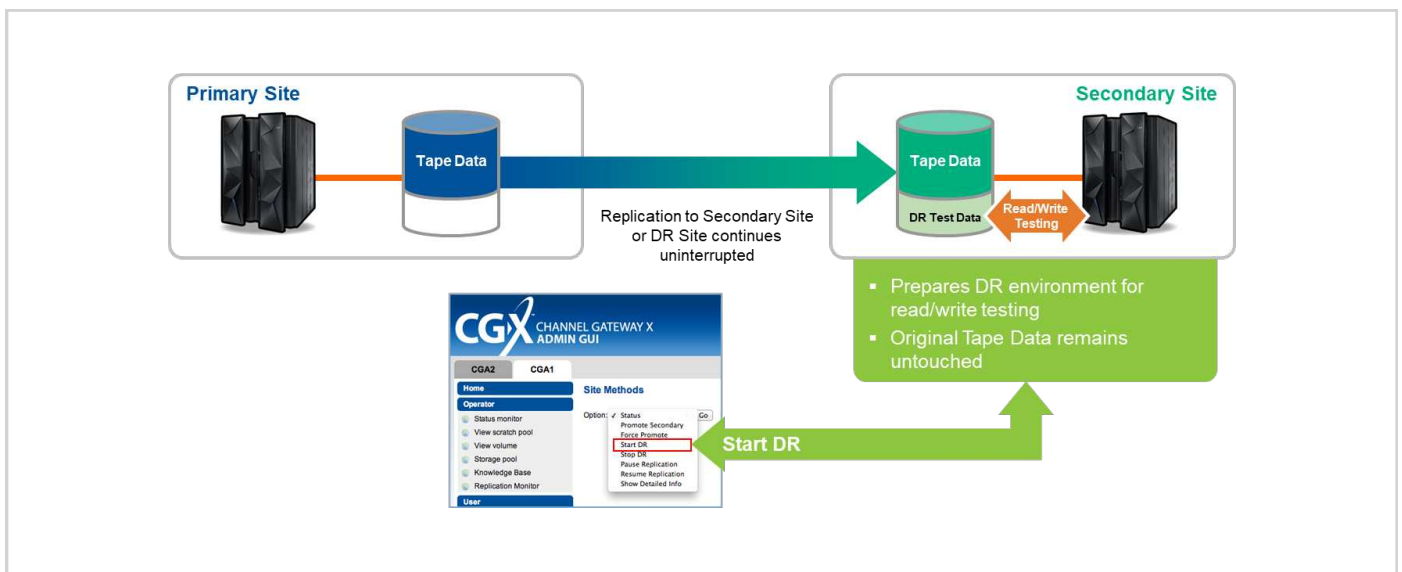 Primary Site
Secondary Site
Tape Data
Tape Data
DR Test Data
Read/Write
Testing
Replication to Secondary Site
or DR Site continues
uninterrupted
▪ Prepares DR environment for
read/write testing
▪ Original Tape Data remains
untouched
CGX CHANNEL GATEWAY X
ADMIN GUI
CGA2 CGA1
Home
Operator
Status monitor
View scratch pool
View volume
Storage pool
Knowledge Base
Replication Monitor
User
Site Methods
Option: ✓ Status Go
Promote Secondary
Force Promote
Start DR
Stop DR
Pause Replication
Resume Replication
Show Detailed Info
Start DR